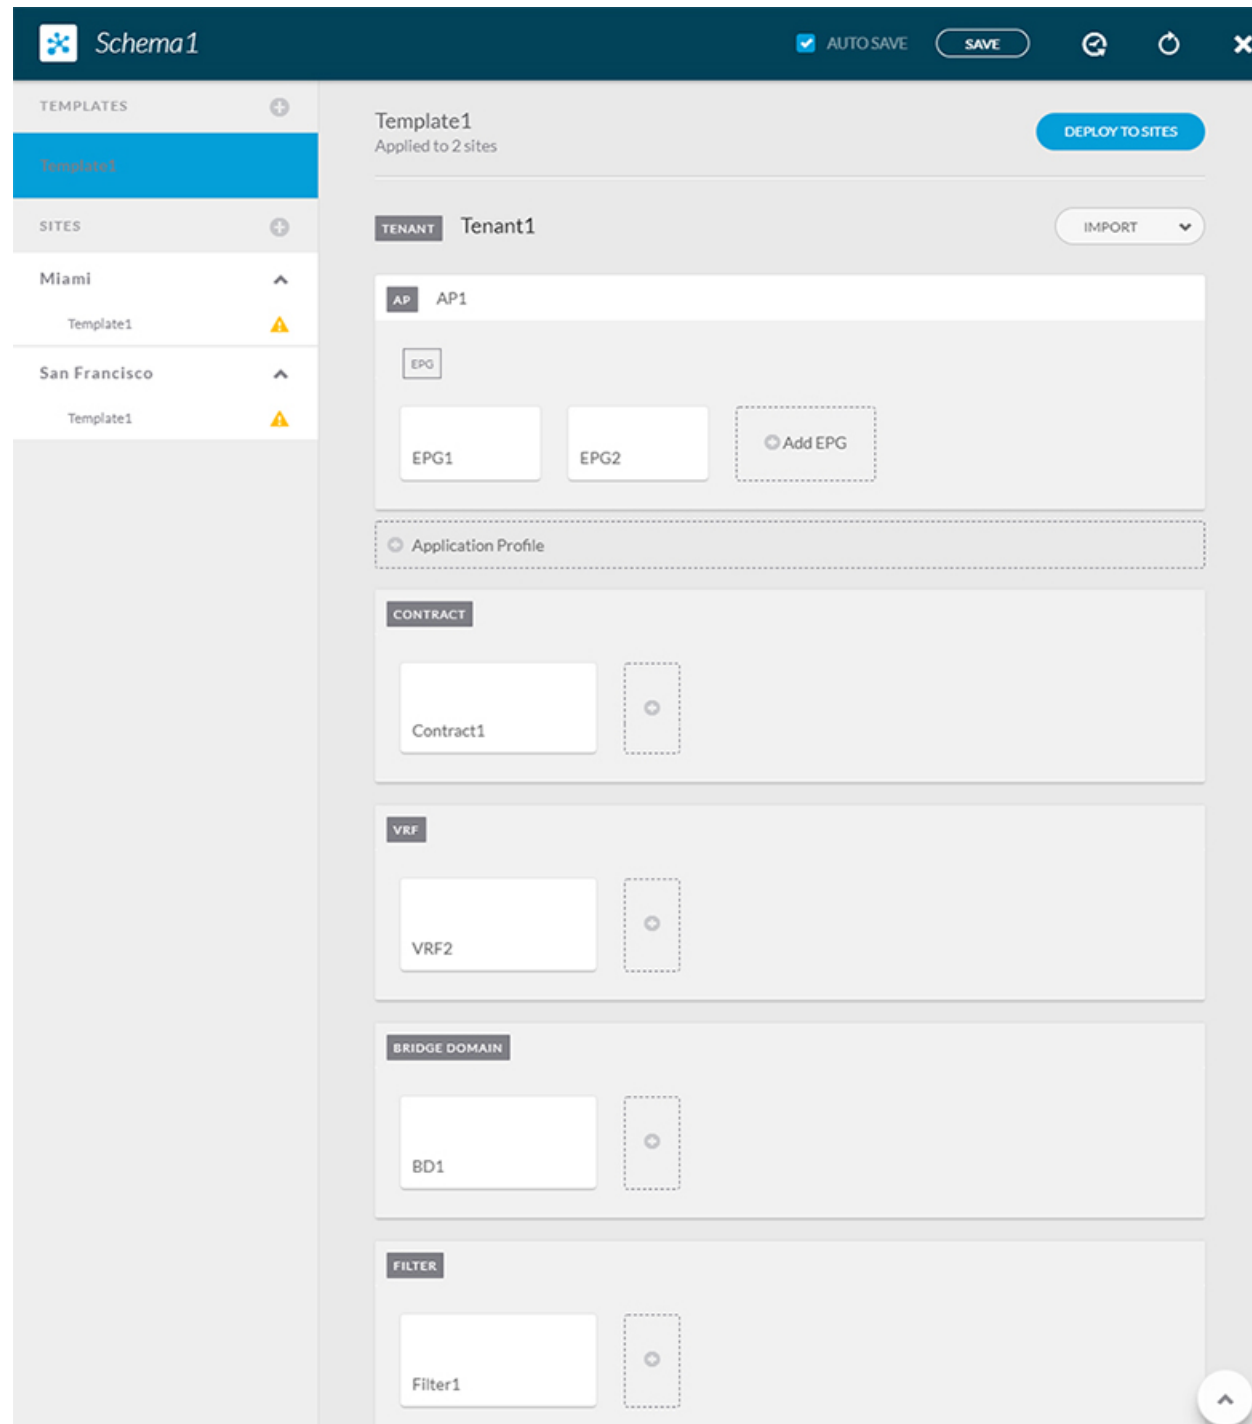 Schema1
AUTO SAVE
SAVE
TEMPLATES
Template1
SITES
Miami
Template1
San Francisco
Template1
Template1
Applied to 2 sites
DEPLOY TO SITES
TENANT Tenant1
IMPORT
AP AP1
EPG
EPG1
EPG2
Add EPG
Application Profile
CONTRACT
Contract1
VRF
VRF2
BRIDGE DOMAIN
BD1
FILTER
Filter1